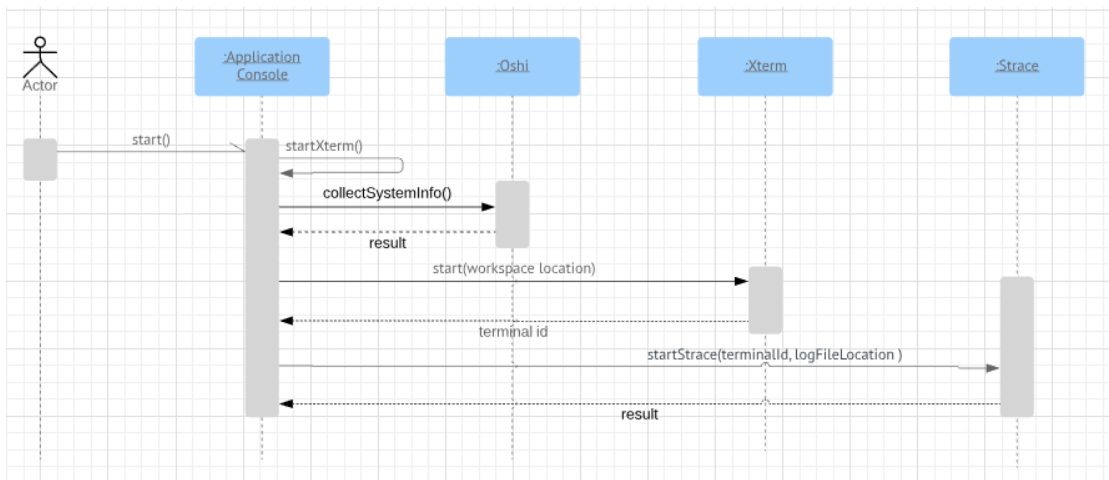 :Application
Console
:Oshi
:Xterm
:Strace
Actor
start()
startXterm()
collectSystemInfo()
result
start(workspace location)
terminal id
startStrace(terminalId, logFileLocation )
result